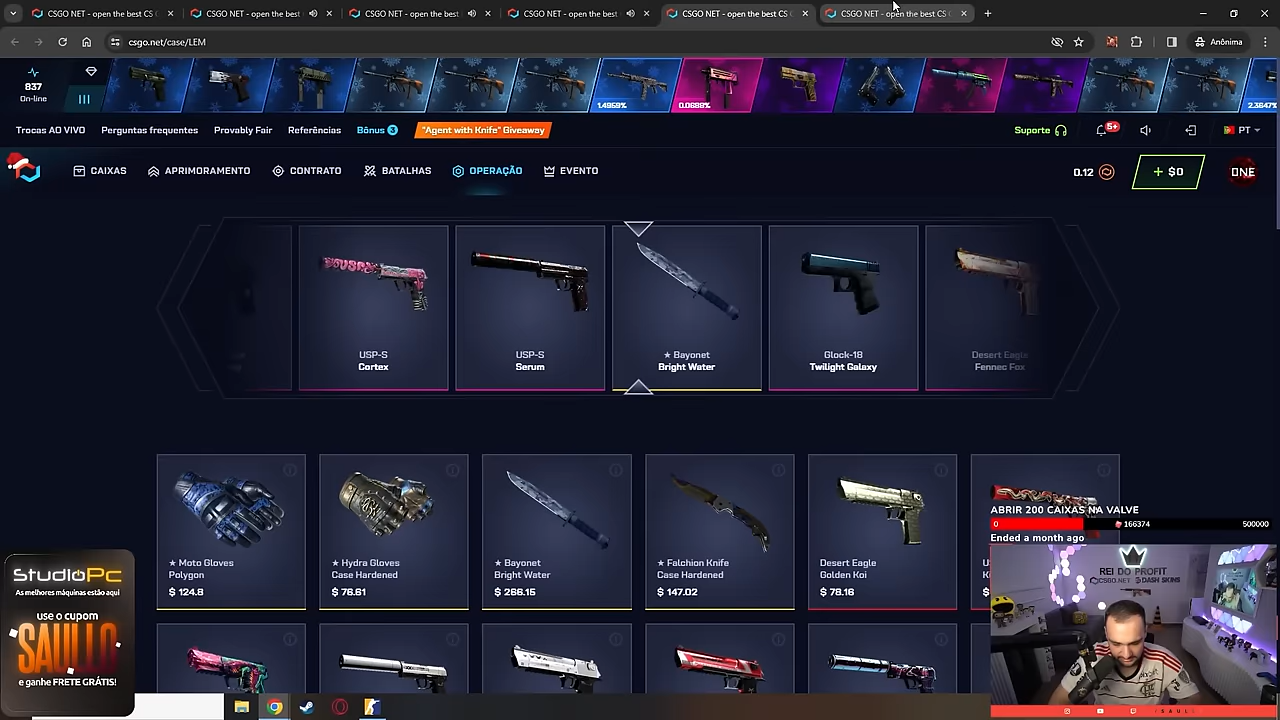 CSGO NET - open the best CS
CSGO NET - open the best
CSGO NET - open the best
CSGO NET - open the best
CSGO NET - open the best CS
CSGO NET - open the best CS
csgo.net/case/LEM
Anônima
837
On-line
1.4959%
0.0688%
2.3647%
Trocas AO VIVO
Perguntas frequentes
Provably Fair
Referências
Bônus 3
"Agent with Knife" Giveaway
Suporte
5+
PT
CAIXAS
APRIMORAMENTO
CONTRATO
BATALHAS
OPERAÇÃO
EVENTO
0.12
+ $0
ONE
USP-S
Cortex
USP-S
Serum
★ Bayonet
Bright Water
Glock-18
Twilight Galaxy
Desert Eagle
Fennec Fox
★ Moto Gloves
Polygon
$ 124.8
★ Hydra Gloves
Case Hardened
$ 76.61
★ Bayonet
Bright Water
$ 266.15
★ Falchion Knife
Case Hardened
$ 147.02
Desert Eagle
Golden Koi
$ 78.16
$
ABRIR 200 CAIXAS NA VALVE
0
166374
500000
Ended a month ago
STUDIOPC
As melhores máquinas estão aqui
use o cupom
SAULLO
e ganhe FRETE GRÁTIS!
REI DO PROFIT
CSGO.NET
DASH SKINS